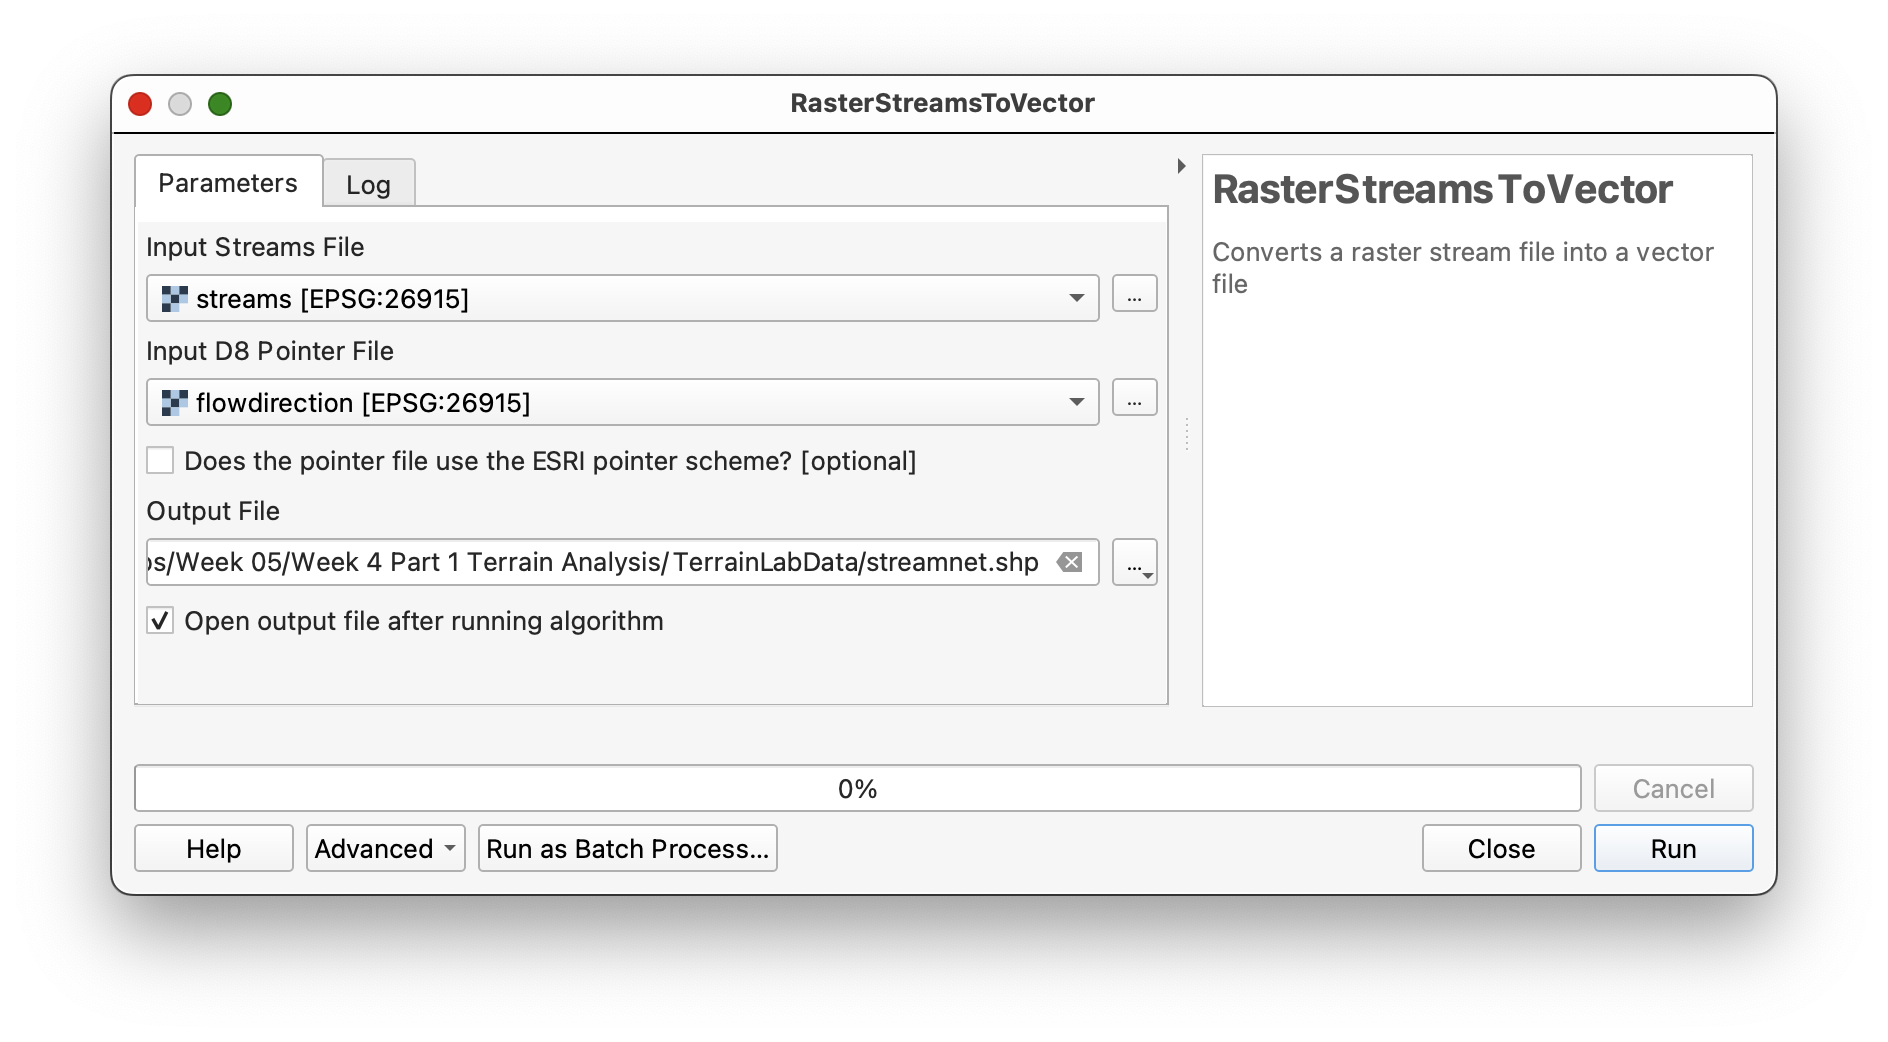 RasterStreamsToVector
Parameters
Log
Input Streams File
streams [EPSG:26915]
...
Input D8 Pointer File
flowdirection [EPSG:26915]
...
Does the pointer file use the ESRI pointer scheme? [optional]
Output File
s/Week 05/Week 4 Part 1 Terrain Analysis/TerrainLabData/streamnet.shp
...
Open output file after running algorithm
RasterStreamsToVector
Converts a raster stream file into a vector
file
0%
Cancel
Help
Advanced
Run as Batch Process...
Close
Run